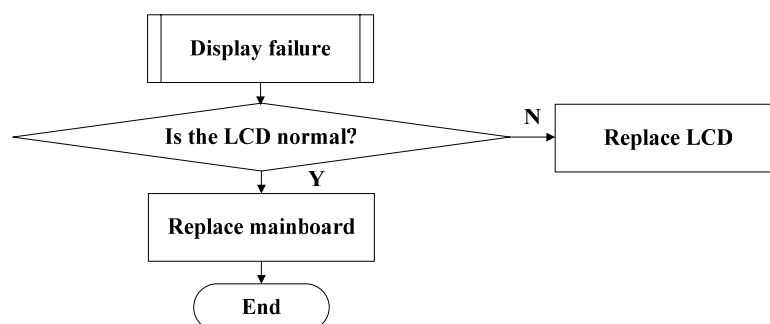 Display failure
Is the LCD normal?
N
Replace LCD
Y
Replace mainboard
End